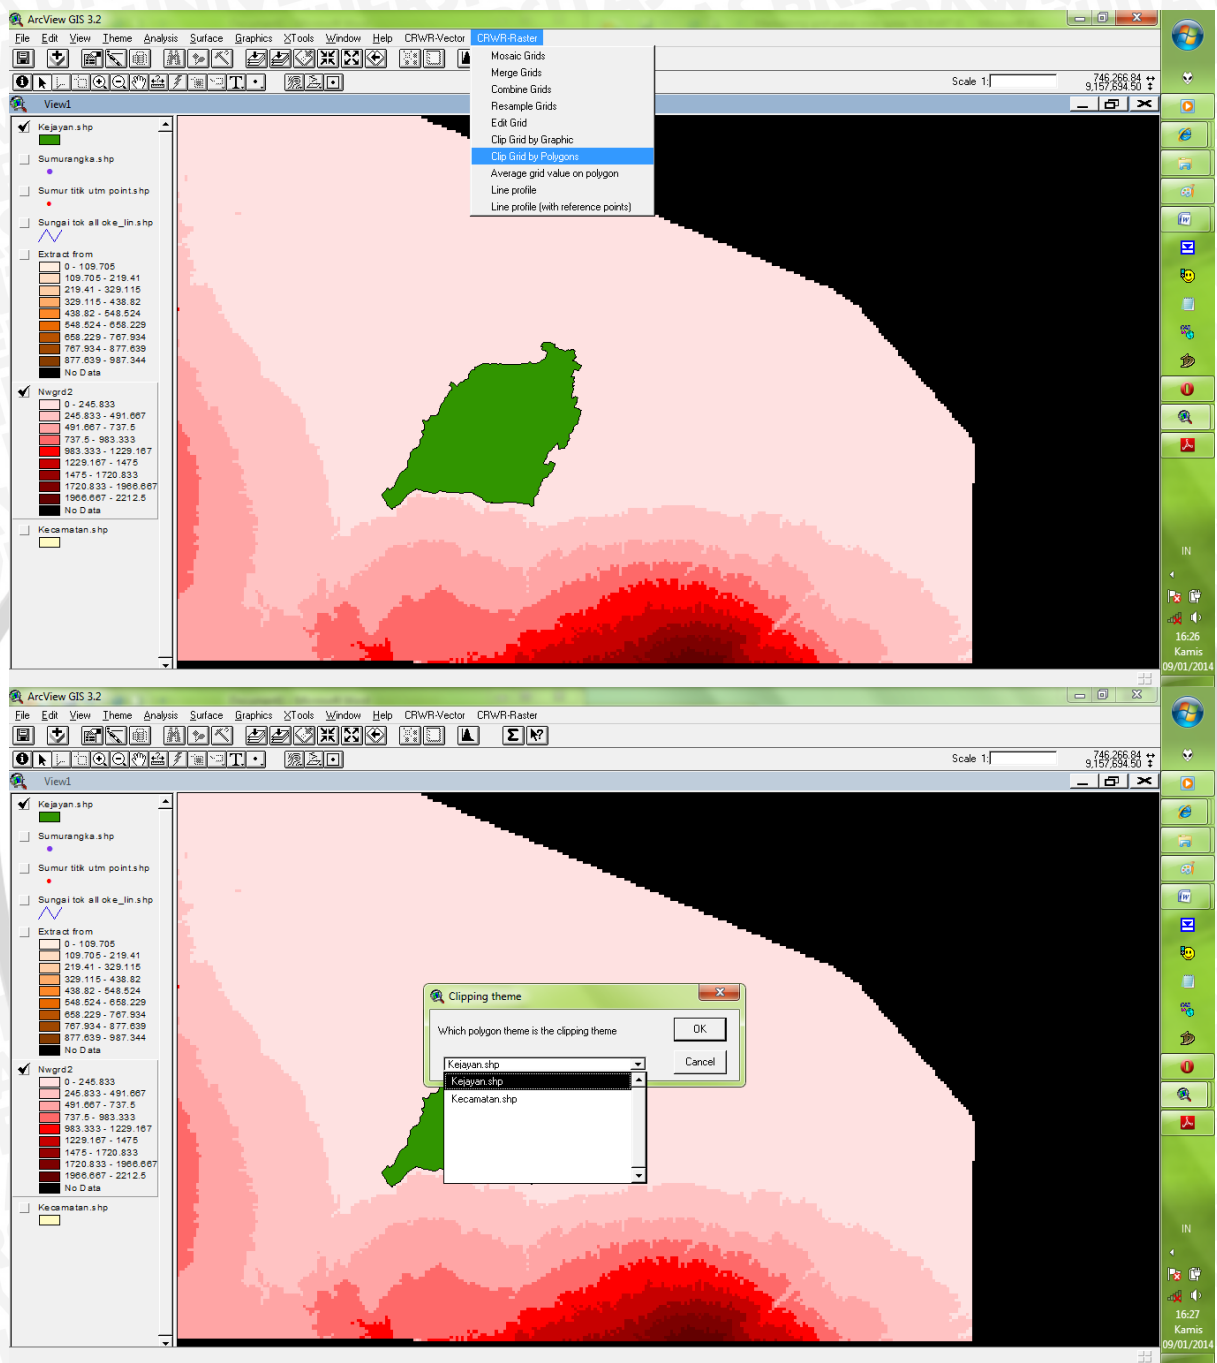 ArcView GIS 3.2
File Edit View Theme Analysis Surface Graphics XTools Window Help CRWR-Vector CRWR-Raster
Mosaic Grids
Merge Grids
Combine Grids
Resample Grids
Edit Grid
Clip Grid by Graphic
Clip Grid by Polygons
Average grid value on polygon
Line profile
Line profile (with reference points)
Scale 1:
746,266.84
9,157,694.50
View1
Kejayan.shp
Sumurangka.shp
Sumur titik utm point.shp
Sungai tok all oke_lin.shp
Extract from
0 - 109.705
109.705 - 219.41
219.41 - 329.115
329.115 - 438.82
438.82 - 548.524
548.524 - 658.229
658.229 - 767.934
767.934 - 877.639
877.639 - 987.344
No Data
Nwgrd2
0 - 245.833
245.833 - 491.667
491.667 - 737.5
737.5 - 983.333
983.333 - 1229.167
1229.167 - 1475
1475 - 1720.833
1720.833 - 1966.667
1966.667 - 2212.5
No Data
Kecamatan.shp
IN
16:26
Kamis
09/01/2014
ArcView GIS 3.2
File Edit View Theme Analysis Surface Graphics XTools Window Help CRWR-Vector CRWR-Raster
Scale 1:
746,266.84
9,157,694.50
View1
Kejayan.shp
Sumurangka.shp
Sumur titik utm point.shp
Sungai tok all oke_lin.shp
Extract from
0 - 109.705
109.705 - 219.41
219.41 - 329.115
329.115 - 438.82
438.82 - 548.524
548.524 - 658.229
658.229 - 767.934
767.934 - 877.639
877.639 - 987.344
No Data
Nwgrd2
0 - 245.833
245.833 - 491.667
491.667 - 737.5
737.5 - 983.333
983.333 - 1229.167
1229.167 - 1475
1475 - 1720.833
1720.833 - 1966.667
1966.667 - 2212.5
No Data
Kecamatan.shp
Clipping theme
Which polygon theme is the clipping theme
OK
Cancel
Kejayan.shp
Kejayan.shp
Kecamatan.shp
IN
16:27
Kamis
09/01/2014